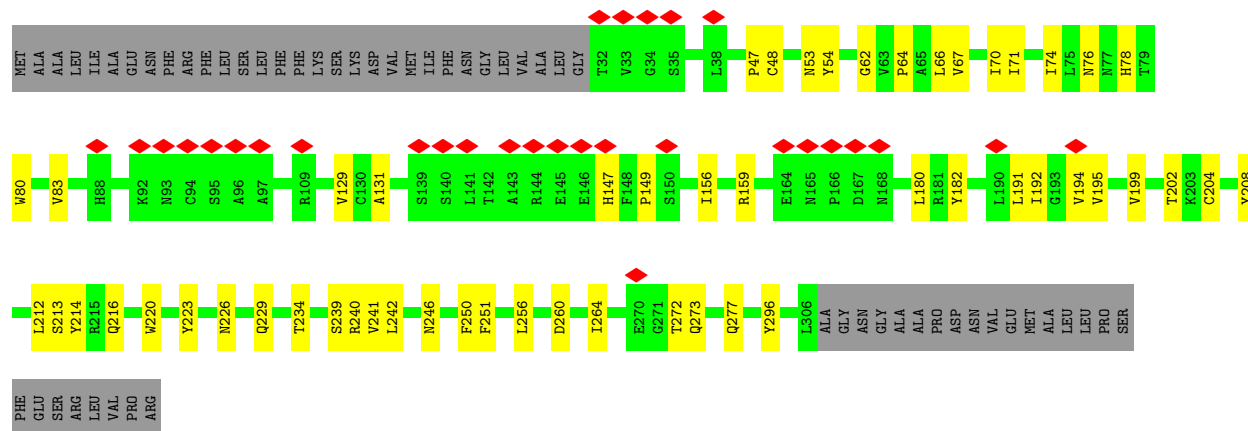 MET ALA ALA LEU ILE ALA GLU ASN PHE ARG PHE LEU SER LEU PHE PHE LYS SER LYS ASP VAL MET ILE PHE ASN GLY LEU VAL ALA LEU GLY T32 V33 G34 S35 L38 P47 C48 N53 Y54 G62 V63 P64 A65 L66 V67 I70 I71 I74 L75 N76 N77 H78 T79
W80 V83 H88 K92 N93 C94 S95 A96 A97 R109 V129 C130 A131 S139 S140 L141 T142 A143 R144 E145 E146 H147 F148 P149 S150 I156 R159 E164 N165 P166 D167 N168 L180 R181 Y182 L190 L191 I192 G193 V194 V195 V199 T202 K203 C204 Y208
L212 S213 Y214 R215 Q216 W220 Y223 N226 Q229 T234 S239 R240 V241 L242 N246 F250 F251 L256 D260 I264 E270 G271 T272 Q273 Q277 Y296 L306 ALA GLY ASN GLY ALA ALA PRO ASP ASN VAL GLU MET ALA LEU LEU PRO SER
PHE GLU SER ARG LEU VAL PRO ARG